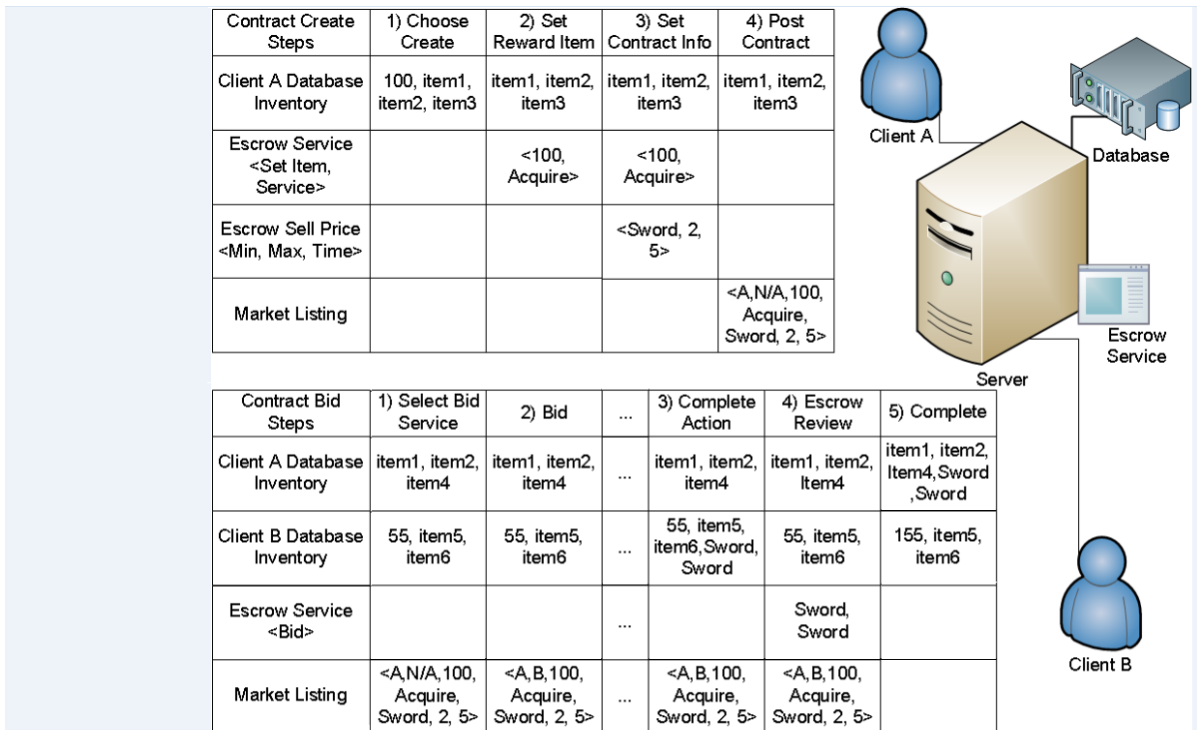 Contract Create
Steps
1) Choose
Create
2) Set
Reward Item
3) Set
Contract Info
4) Post
Contract
Client A Database
Inventory
100, item1,
item2, item3
item1, item2,
item3
item1, item2,
item3
item1, item2,
item3
Escrow Service
<Set Item,
Service>
<100,
Acquire>
<100,
Acquire>
Escrow Sell Price
<Min, Max, Time>
<Sword, 2,
5>
Market Listing
<A,N/A,100,
Acquire,
Sword, 2, 5>
Client A
Database
Escrow
Service
Server
Contract Bid
Steps
1) Select Bid
Service
2) Bid
...
3) Complete
Action
4) Escrow
Review
5) Complete
Client A Database
Inventory
item1, item2,
item4
item1, item2,
item4
...
item1, item2,
item4
item1, item2,
Item4
item1, item2,
Item4,Sword
,Sword
Client B Database
Inventory
55, item5,
item6
55, item5,
item6
...
55, item5,
item6,Sword,
Sword
55, item5,
item6
155, item5,
item6
Escrow Service
<Bid>
...
Sword,
Sword
Market Listing
<A,N/A,100,
Acquire,
Sword, 2, 5>
<A,B,100,
Acquire,
Sword, 2, 5>
...
<A,B,100,
Acquire,
Sword, 2, 5>
<A,B,100,
Acquire,
Sword, 2, 5>
Client B